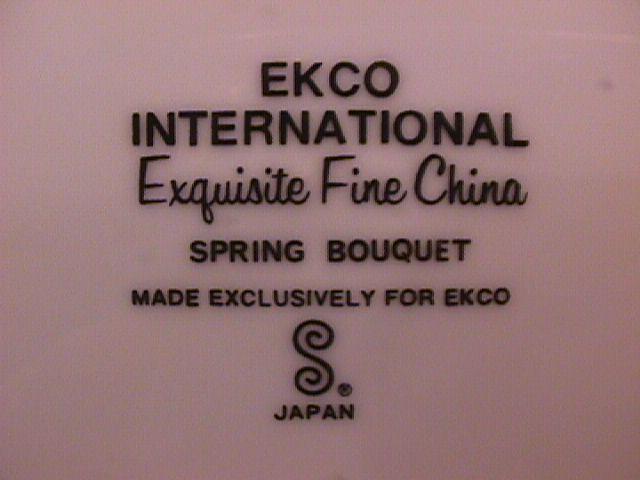 EKCO
INTERNATIONAL
Exquisite Fine China
SPRING BOUQUET
MADE EXCLUSIVELY FOR EKCO
S®
JAPAN